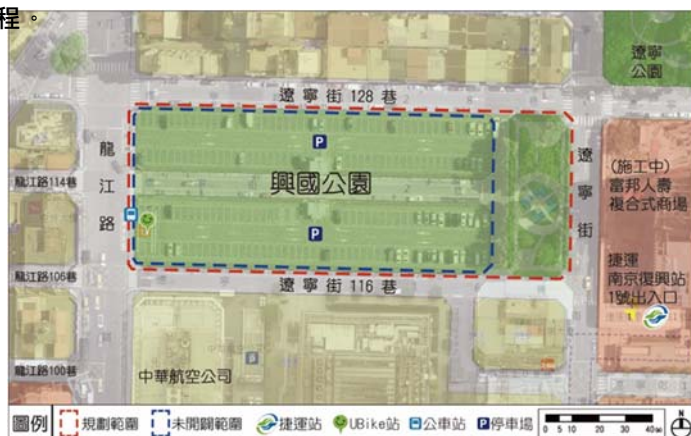 程。
遼寧
公園
遼寧街 128 巷
龍江路
遼寧街
龍江路114巷
興國公園
P
P
(施工中)
富邦人壽
複合式商場
龍江路106巷
遼寧街 116 巷
捷運
南京復興站
1號出入口
1
P
龍江路100巷
中華航空公司
圖例 規劃範圍 未開闢範圍 捷運站 UBike站 公車站 P停車場 0 5 10 20 30 40m N